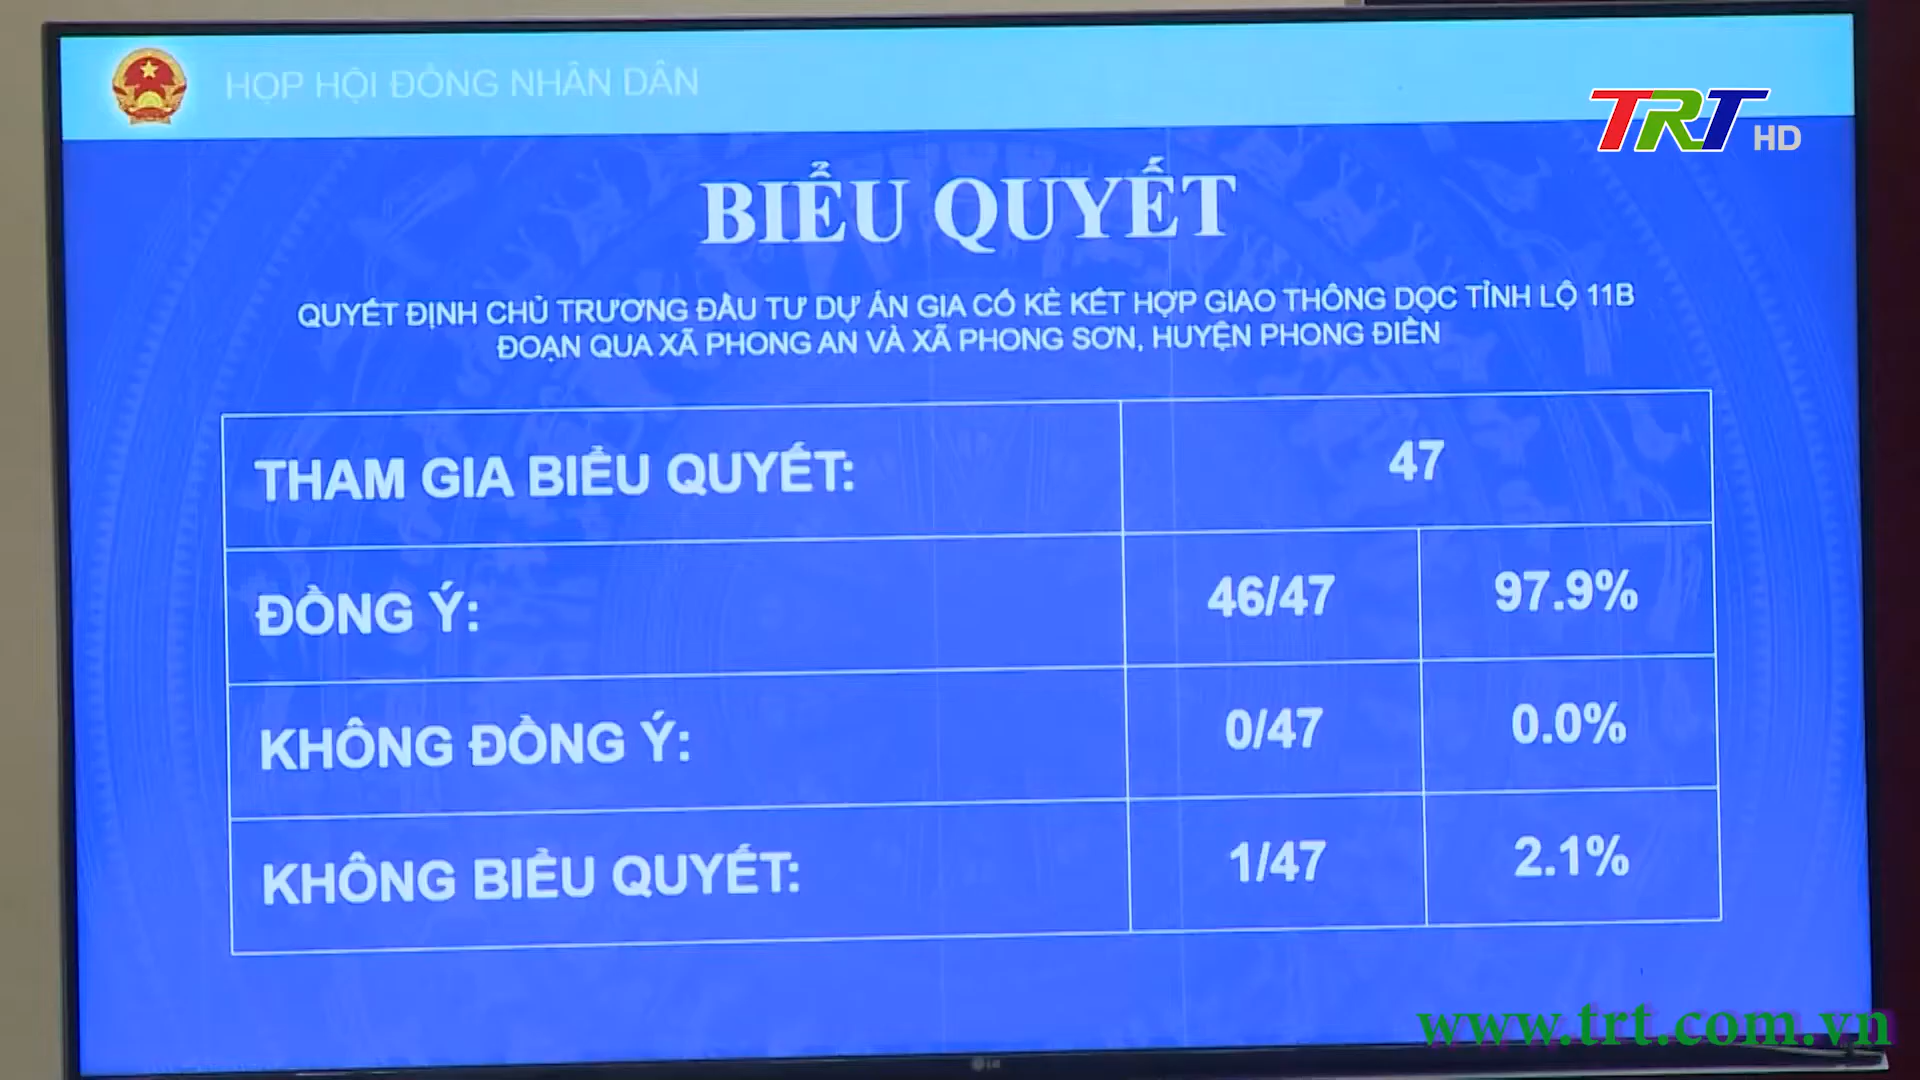 HỌP HỘI ĐỒNG NHÂN DÂN
TRT HD
BIỂU QUYẾT
QUYẾT ĐỊNH CHỦ TRƯƠNG ĐẦU TƯ DỰ ÁN GIA CỐ KÈ KẾT HỢP GIAO THÔNG DỌC TỈNH LỘ 11B
ĐOẠN QUA XÃ PHONG AN VÀ XÃ PHONG SƠN, HUYỆN PHONG ĐIỀN
THAM GIA BIỂU QUYẾT: 47
ĐỒNG Ý: 46/47 97.9%
KHÔNG ĐỒNG Ý: 0/47 0.0%
KHÔNG BIỂU QUYẾT: 1/47 2.1%
www.trt.com.vn
LG